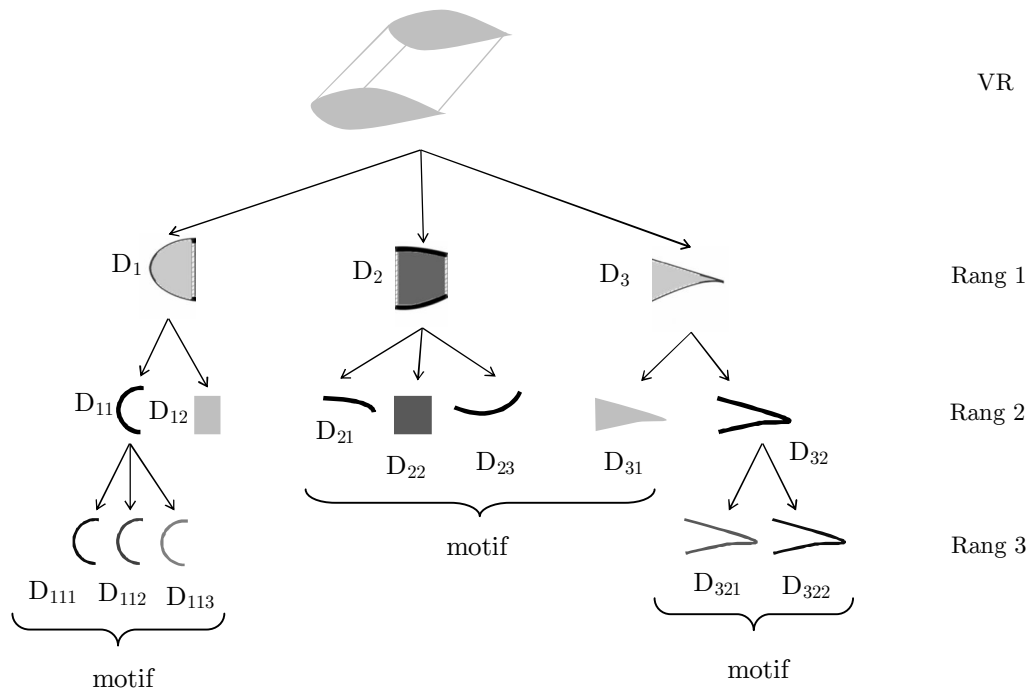 VR
D₁
D₂
D₃
Rang 1
D₁₁
D₁₂
D₂₁
D₂₂
D₂₃
D₃₁
D₃₂
Rang 2
motif
Rang 3
D₁₁₁
D₁₁₂
D₁₁₃
D₃₂₁
D₃₂₂
motif
motif